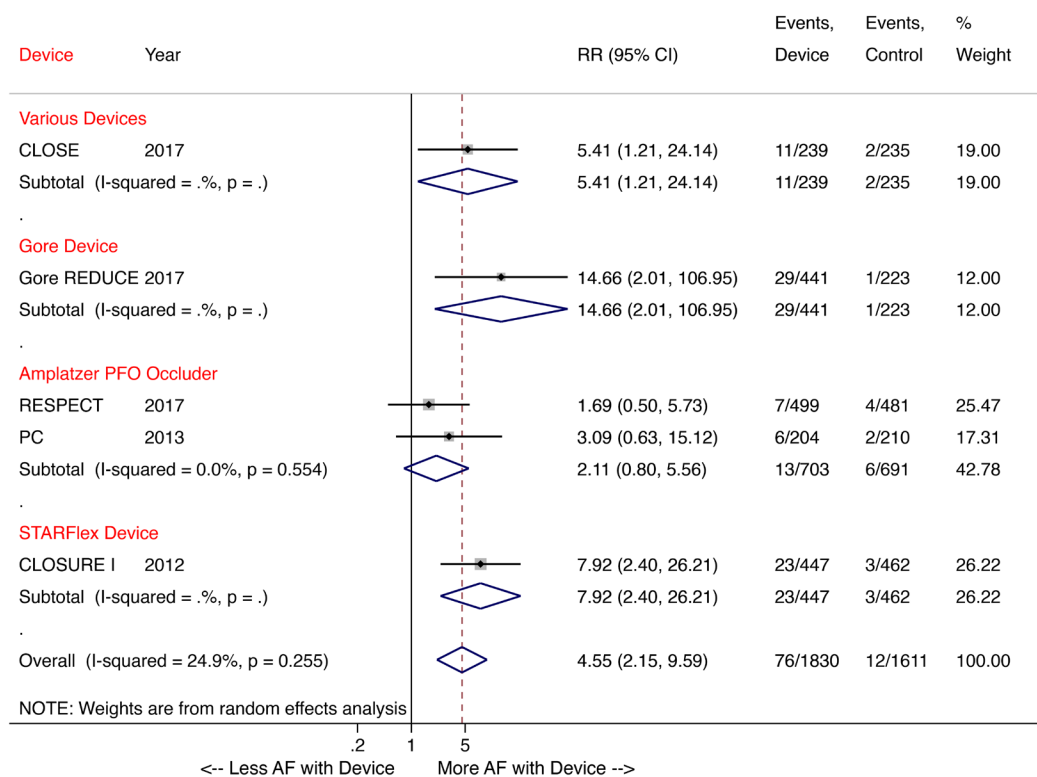 Events, Events, %
Device Year RR (95% CI) Device Control Weight
Various Devices
CLOSE 2017 5.41 (1.21, 24.14) 11/239 2/235 19.00
Subtotal (I-squared = .%, p = .) 5.41 (1.21, 24.14) 11/239 2/235 19.00
.
Gore Device
Gore REDUCE 2017 14.66 (2.01, 106.95) 29/441 1/223 12.00
Subtotal (I-squared = .%, p = .) 14.66 (2.01, 106.95) 29/441 1/223 12.00
.
Amplatzer PFO Occluder
RESPECT 2017 1.69 (0.50, 5.73) 7/499 4/481 25.47
PC 2013 3.09 (0.63, 15.12) 6/204 2/210 17.31
Subtotal (I-squared = 0.0%, p = 0.554) 2.11 (0.80, 5.56) 13/703 6/691 42.78
.
STARFlex Device
CLOSURE I 2012 7.92 (2.40, 26.21) 23/447 3/462 26.22
Subtotal (I-squared = .%, p = .) 7.92 (2.40, 26.21) 23/447 3/462 26.22
.
Overall (I-squared = 24.9%, p = 0.255) 4.55 (2.15, 9.59) 76/1830 12/1611 100.00
NOTE: Weights are from random effects analysis
.2 1 5
<-- Less AF with Device More AF with Device -->